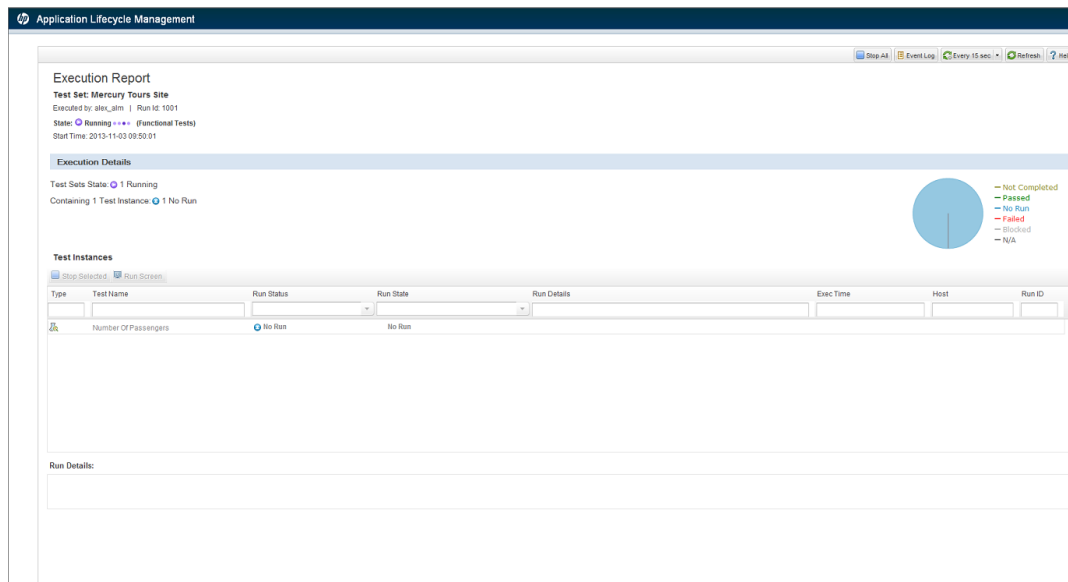 hp Application Lifecycle Management
Stop All Event Log Every 15 sec. Refresh ?
Execution Report
Test Set: Mercury Tours Site
Executed by: alex_alm | Run Id: 1001
State: Running (Functional Tests)
Start Time: 2013-11-03 09:50:01
Execution Details
Test Sets State: 1 Running
Containing 1 Test Instance: 1 No Run
Not Completed
Passed
No Run
Failed
Blocked
N/A
Test Instances
Stop Selected Run Screen
Type Test Name Run Status Run State Run Details Exec Time Host Run ID
Number Of Passengers No Run No Run
Run Details: